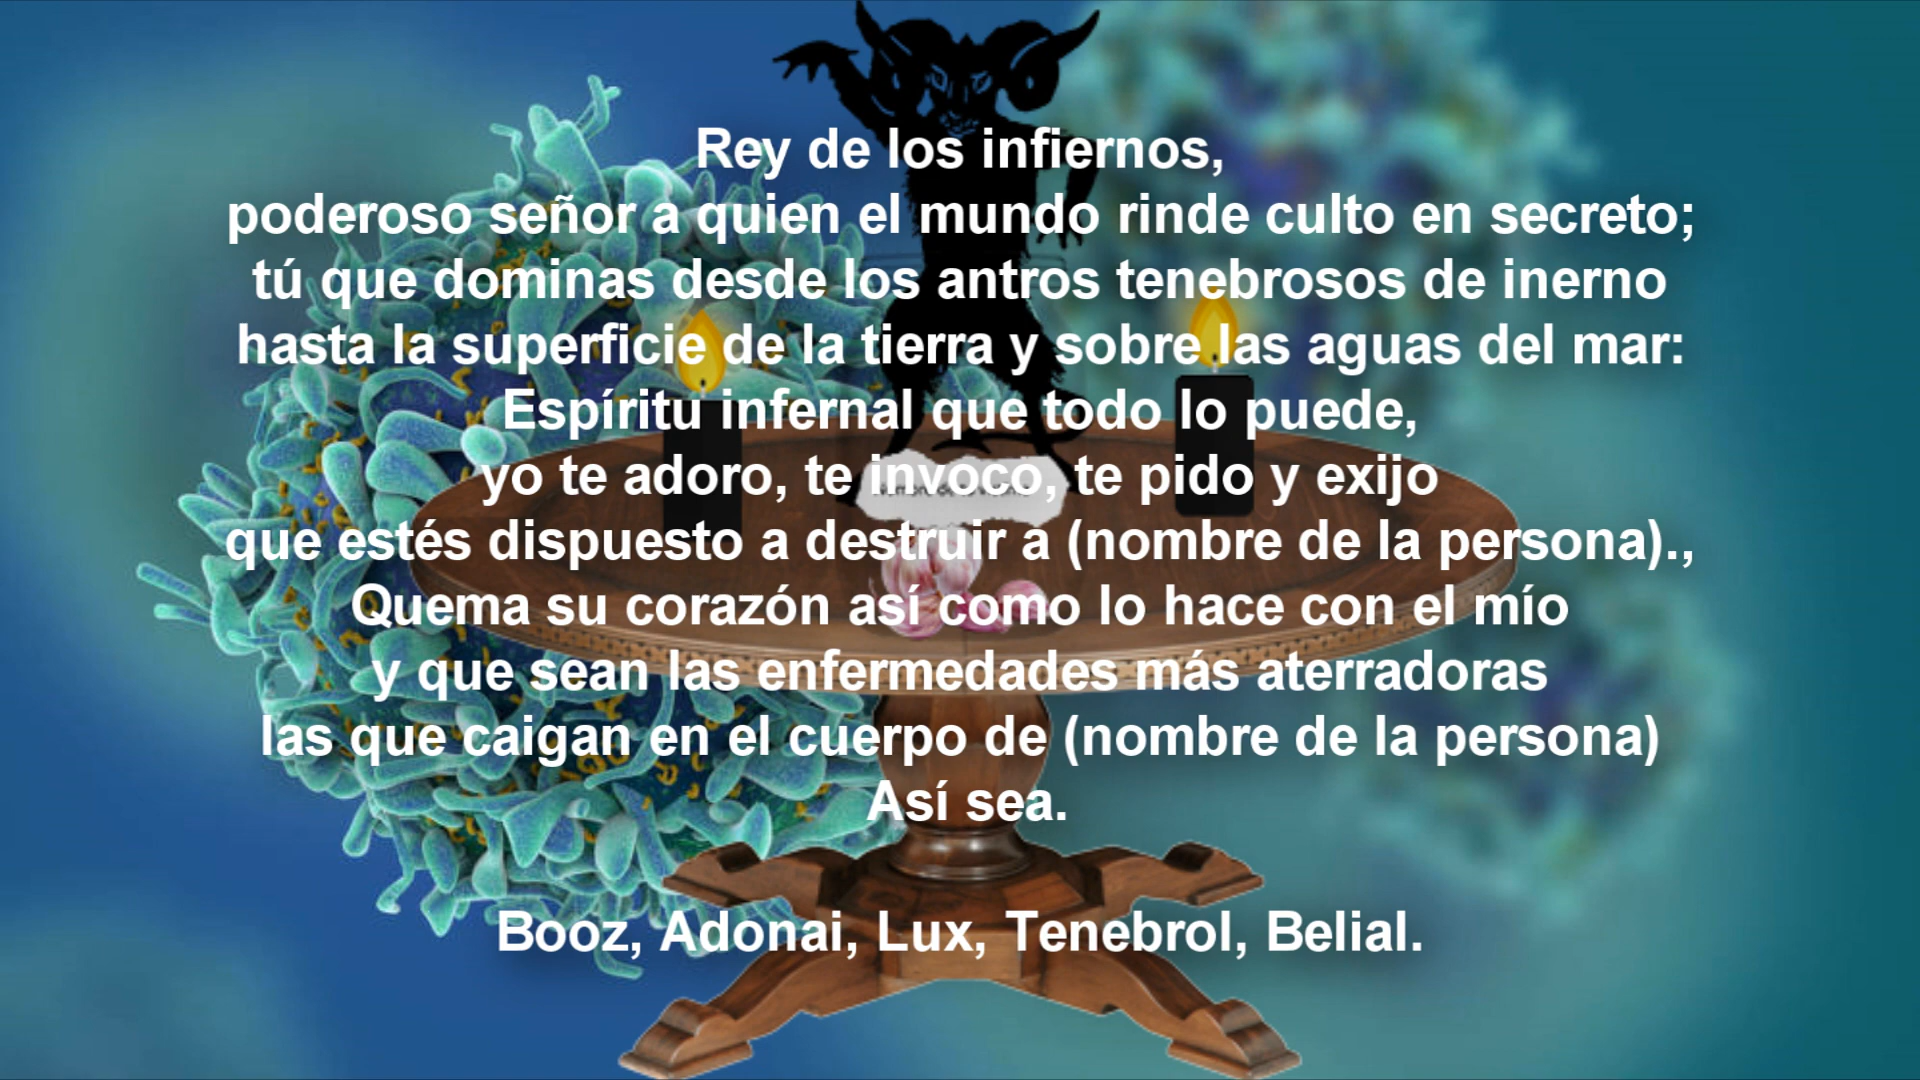 Rey de los infiernos,
poderoso señor a quien el mundo rinde culto en secreto;
tú que dominas desde los antros tenebrosos de inerno
hasta la superficie de la tierra y sobre las aguas del mar:
Espíritu infernal que todo lo puede,
yo te adoro, te invoco, te pido y exijo
que estés dispuesto a destruir a (nombre de la persona).,
Quema su corazón así como lo hace con el mío
y que sean las enfermedades más aterradoras
las que caigan en el cuerpo de (nombre de la persona)
Así sea.
Booz, Adonai, Lux, Tenebrol, Belial.